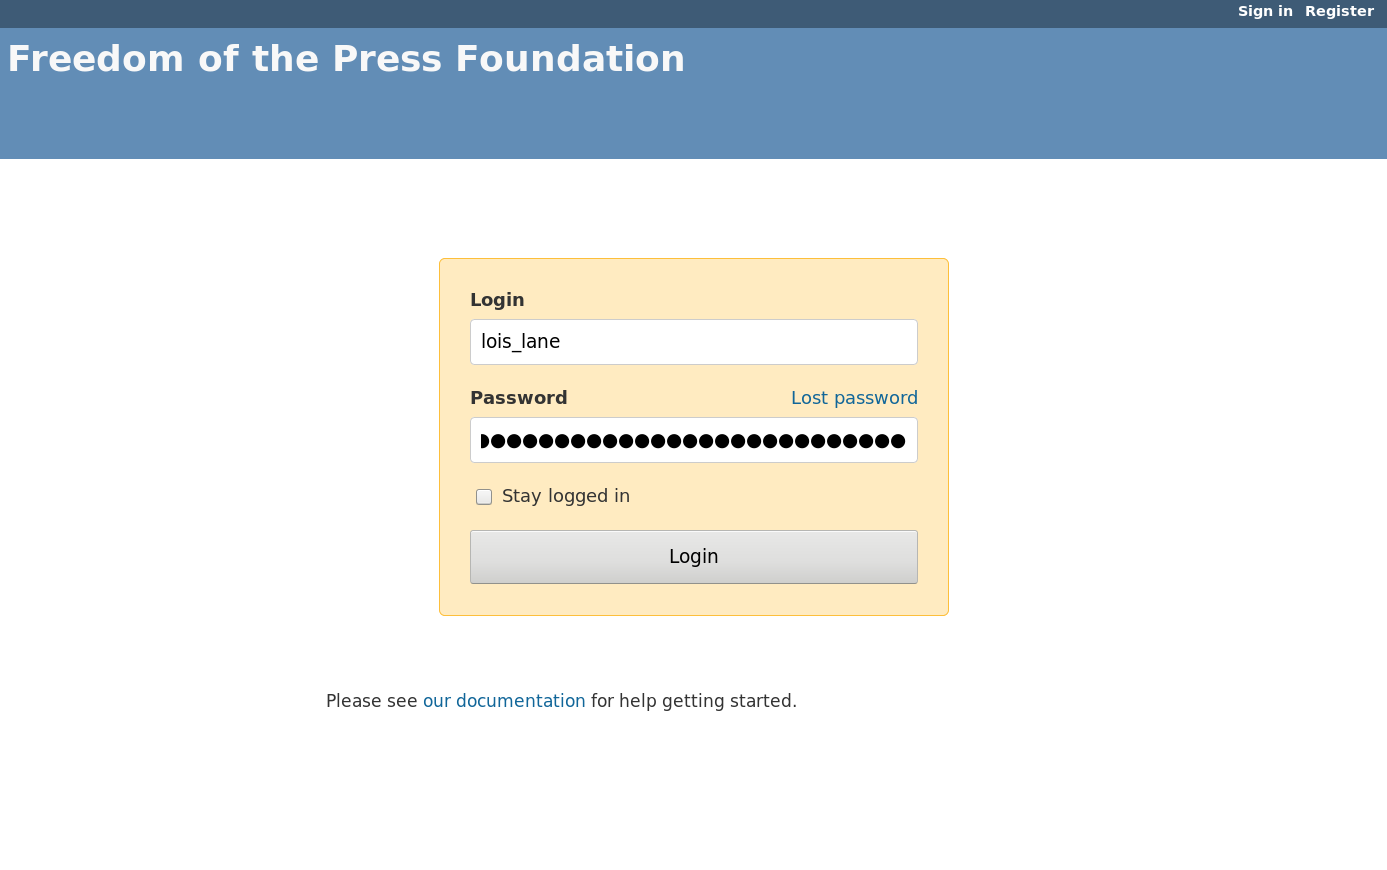 Sign in Register
Freedom of the Press Foundation
Login
lois_lane
Password Lost password
Stay logged in
Login
Please see our documentation for help getting started.